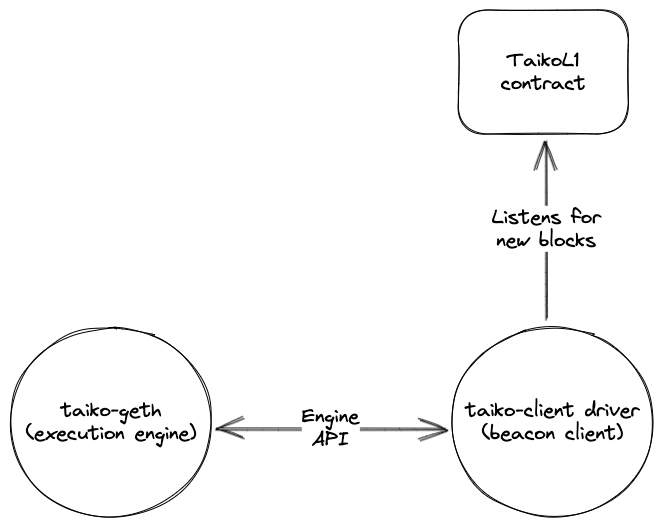 TaikoL1
contract
Listens for
new blocks
taiko-geth
(execution engine)
Engine
API
taiko-client driver
(beacon client)